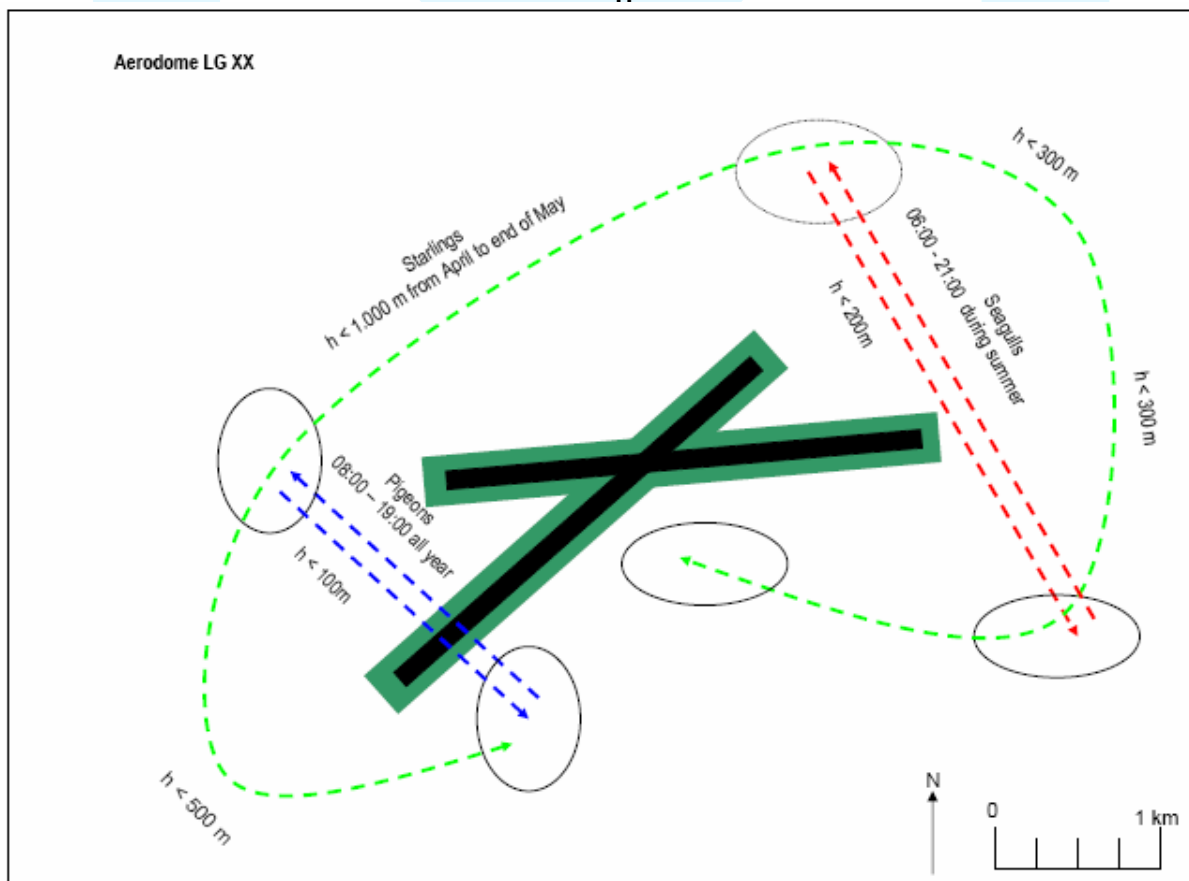 Aerodome LG XX
h < 300 m
Starlings
h < 1.000 m from April to end of May
06:00 - 21:00 during summer
Seagulls
h < 200m
h < 300m
Pigeons
08:00 – 19:00 all year
h < 100m
h < 500 m
N
0
1 km